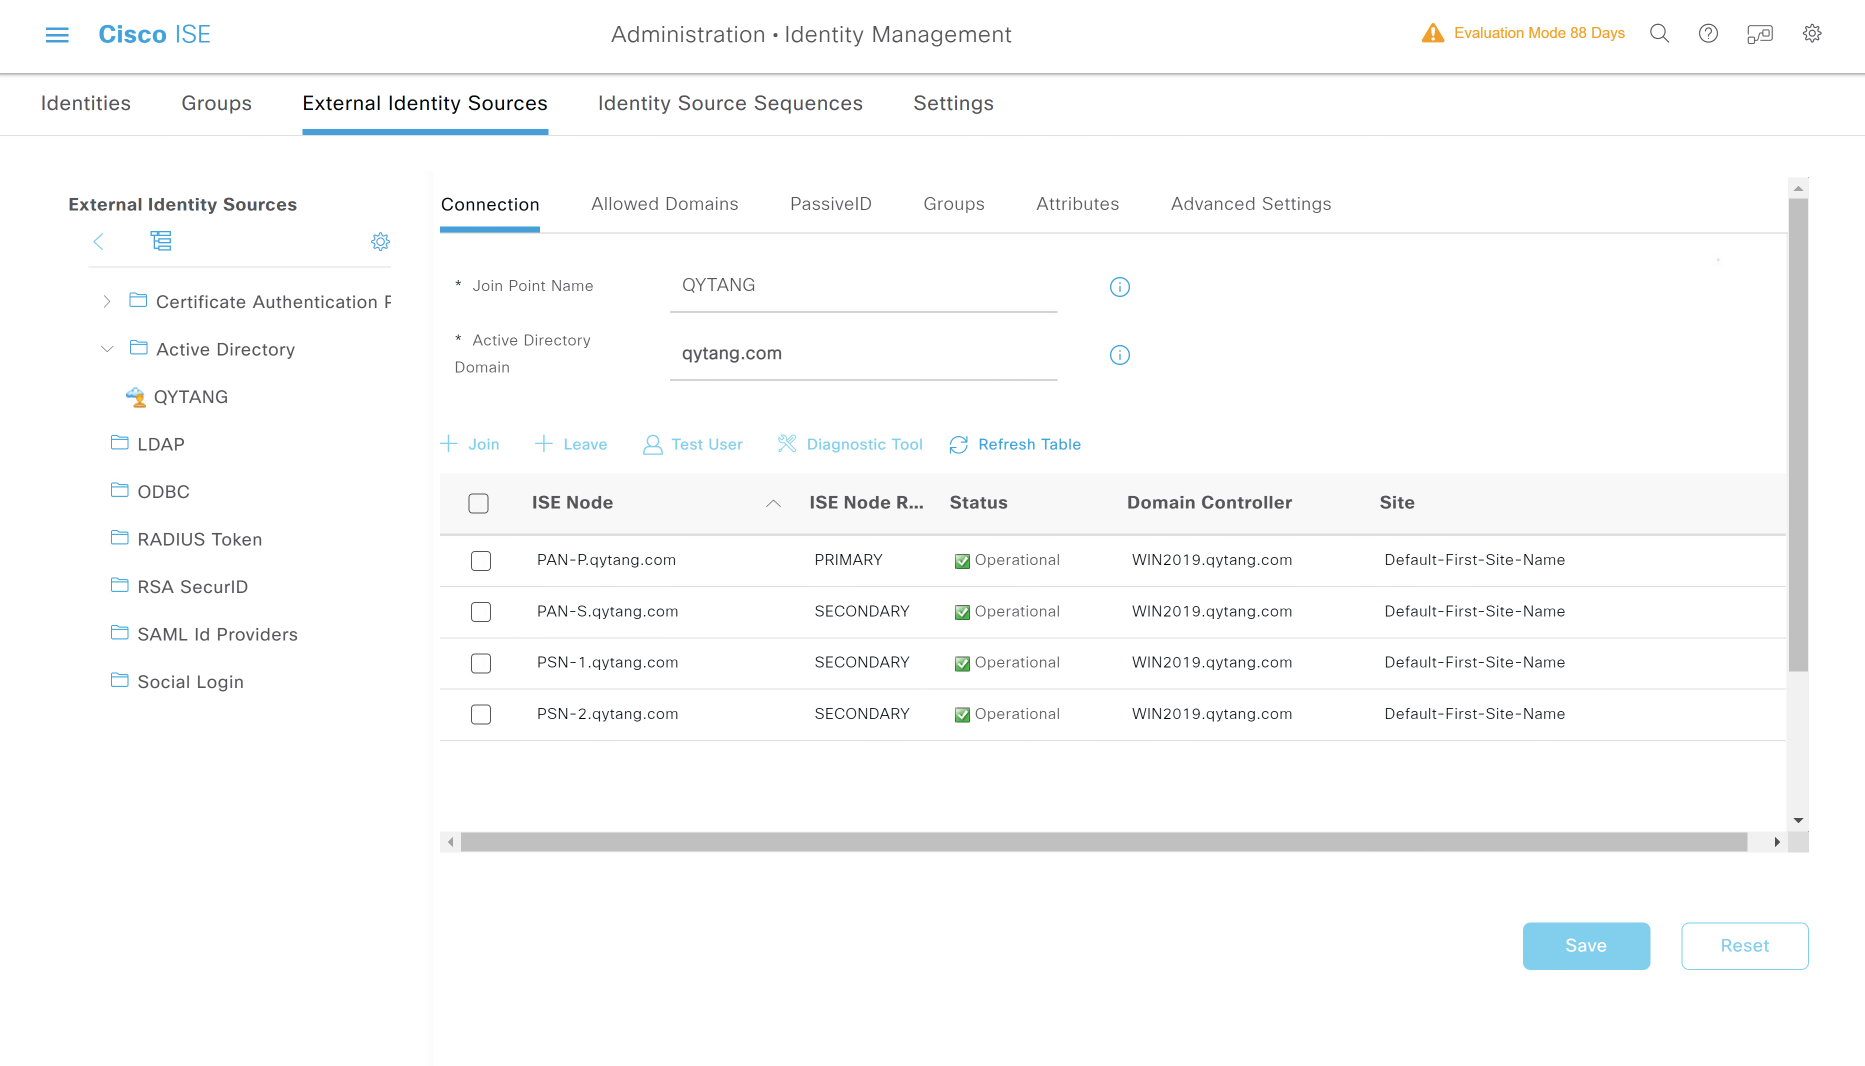 Cisco ISE
Administration • Identity Management
Evaluation Mode 88 Days
Identities
Groups
External Identity Sources
Identity Source Sequences
Settings
External Identity Sources
Certificate Authentication P
Active Directory
QYTANG
LDAP
ODBC
RADIUS Token
RSA SecurID
SAML Id Providers
Social Login
Connection
Allowed Domains
PassiveID
Groups
Attributes
Advanced Settings
* Join Point Name
QYTANG
* Active Directory
Domain
qytang.com
Join
Leave
Test User
Diagnostic Tool
Refresh Table
ISE Node ISE Node R... Status Domain Controller Site
PAN-P.qytang.com PRIMARY Operational WIN2019.qytang.com Default-First-Site-Name
PAN-S.qytang.com SECONDARY Operational WIN2019.qytang.com Default-First-Site-Name
PSN-1.qytang.com SECONDARY Operational WIN2019.qytang.com Default-First-Site-Name
PSN-2.qytang.com SECONDARY Operational WIN2019.qytang.com Default-First-Site-Name
Save
Reset